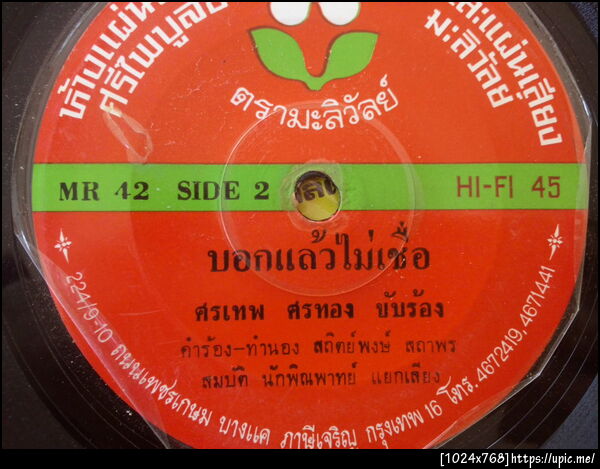 ห้างแผ่น
ศรีไพบูลย์
และแผ่นเสียง
มะลิวัลย์
ตรามะลิวัลย์
MR 42 SIDE 2
HI-FI 45
บอกแล้วไม่เชื่อ
ศรเทพ ศรทอง ขับร้อง
คำร้อง-ทำนอง สถิตย์พงษ์ สถาพร
สมบัติ นักพิณพาทย์ แยกเสียง
224/9-10 ถนนเพชรเกษม บางแค ภาษีเจริญ กรุงเทพ 16 โทร. 4672419, 4671441
[1024x768]https://upic.me/